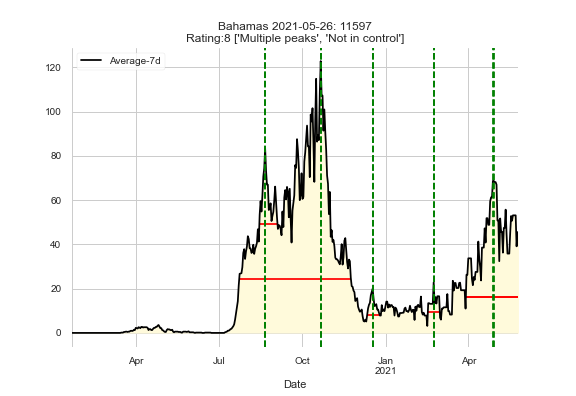 Bahamas 2021-05-26: 11597
Rating:8 ['Multiple peaks', 'Not in control']
Average-7d
120
100
80
60
40
20
0
Apr
Jul
Oct
Jan
2021
Apr
Date